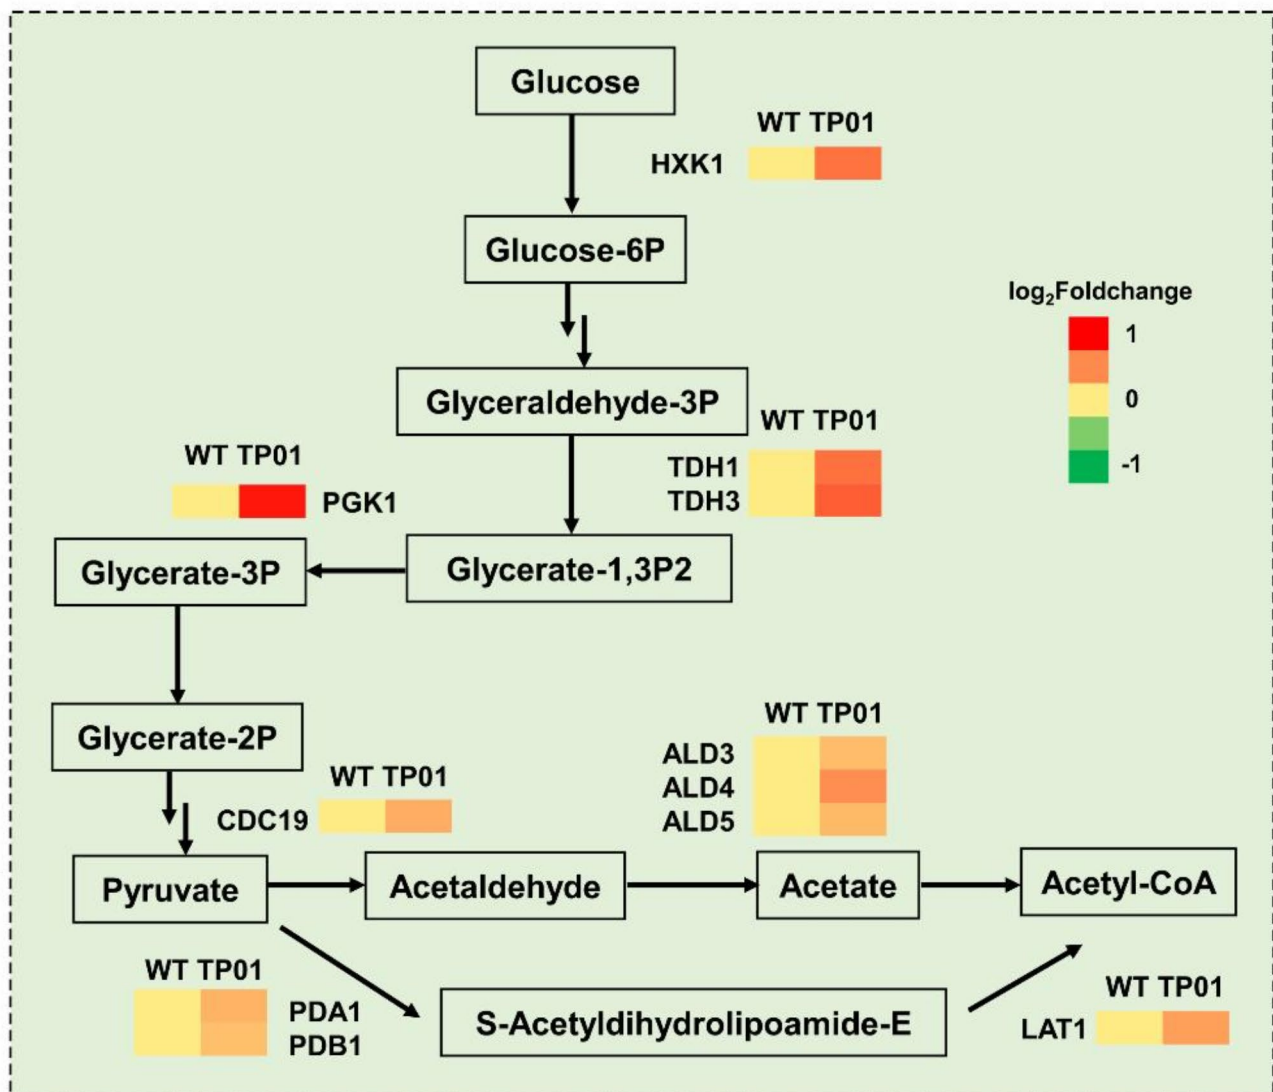 Glucose
WT TP01
HXK1
Glucose-6P
log₂Foldchange
1
0
-1
Glyceraldehyde-3P
WT TP01
TDH1
TDH3
WT TP01
PGK1
Glycerate-3P
Glycerate-1,3P2
Glycerate-2P
WT TP01
CDC19
WT TP01
ALD3
ALD4
ALD5
Pyruvate
Acetaldehyde
Acetate
Acetyl-CoA
WT TP01
PDA1
PDB1
S-Acetyldihydrolipoamide-E
WT TP01
LAT1